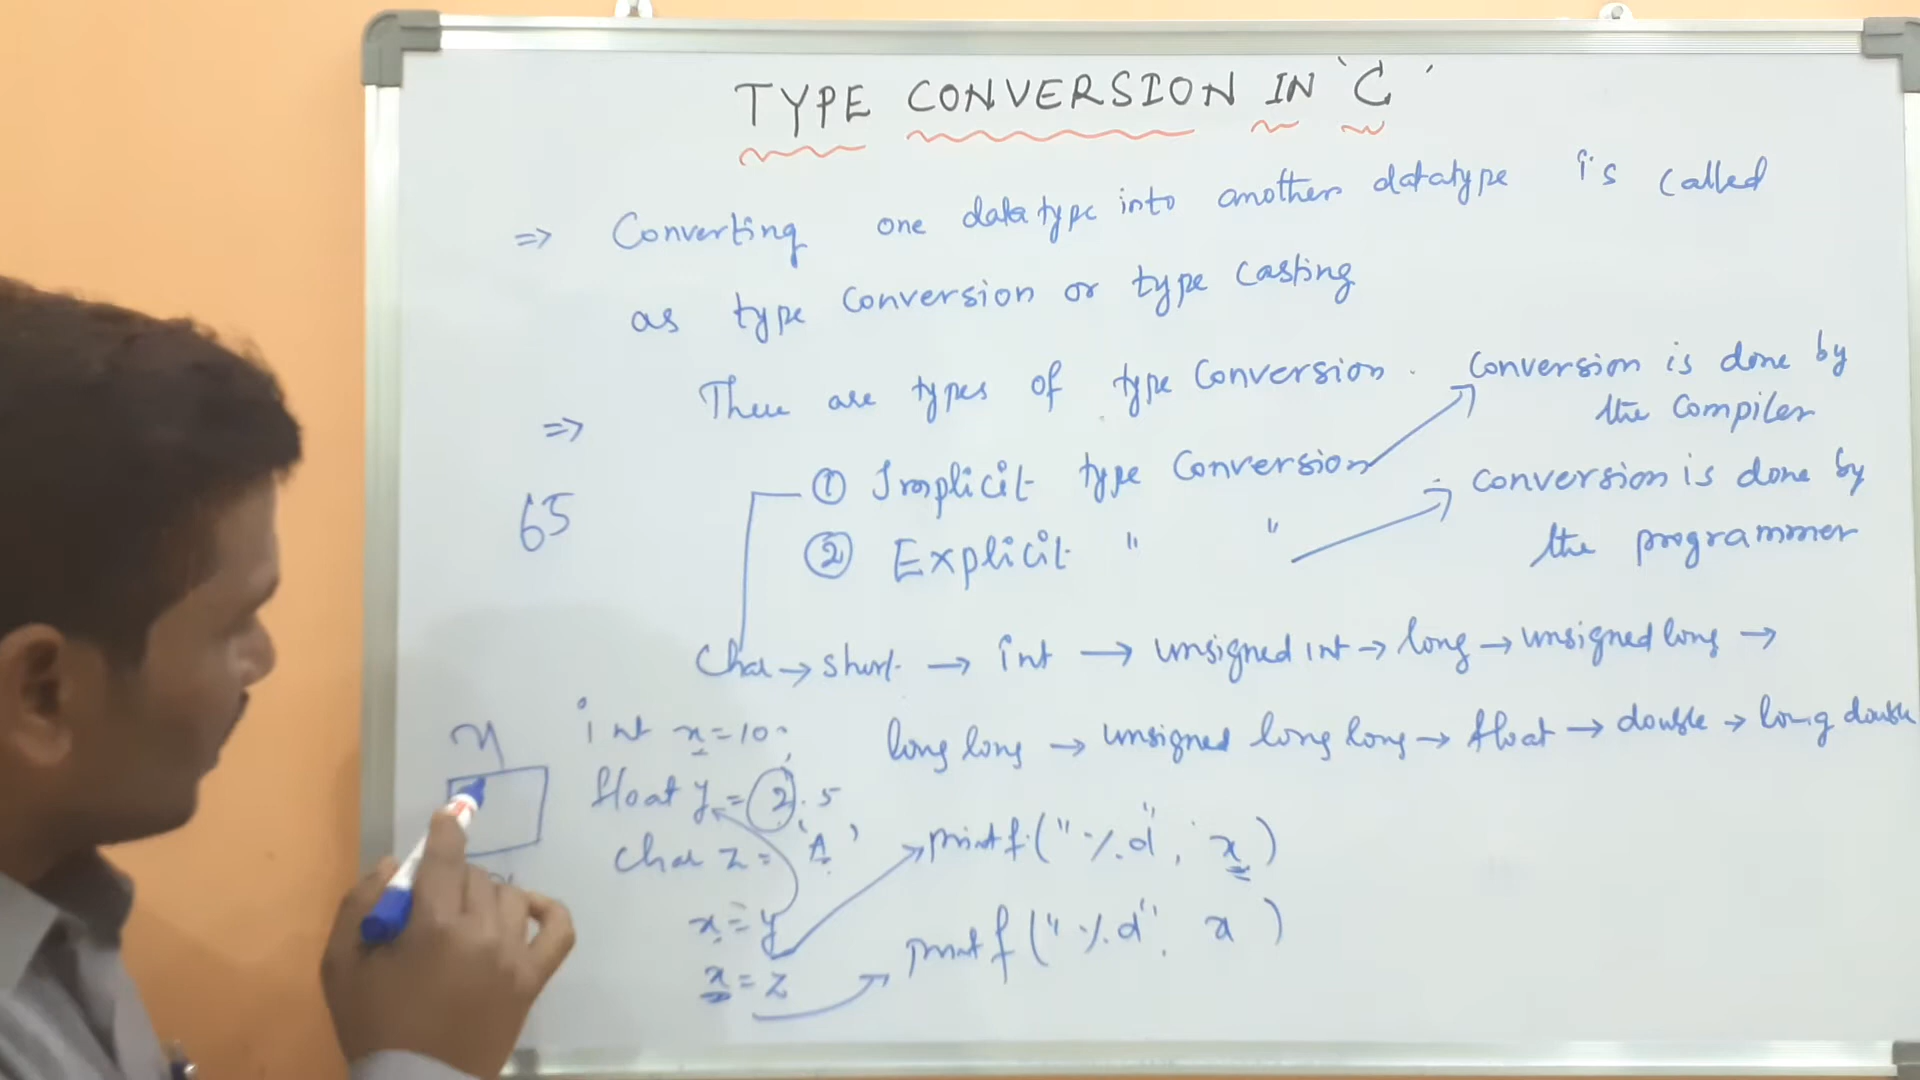 TYPE CONVERSION IN 'C'
=> Converting one datatype into another datatype is called
as type conversion or type casting
=> There are types of type conversion.
① Implicit type conversion → conversion is done by
the compiler
② Explicit " " → conversion is done by
the programmer
65
Char → short → int → unsigned int → long → unsigned long →
long long → unsigned long long → float → double → long double
int x=10;
float y=2.5
char z='A'
x=y
x=z
printf("%d", x)
printf("%d", x)